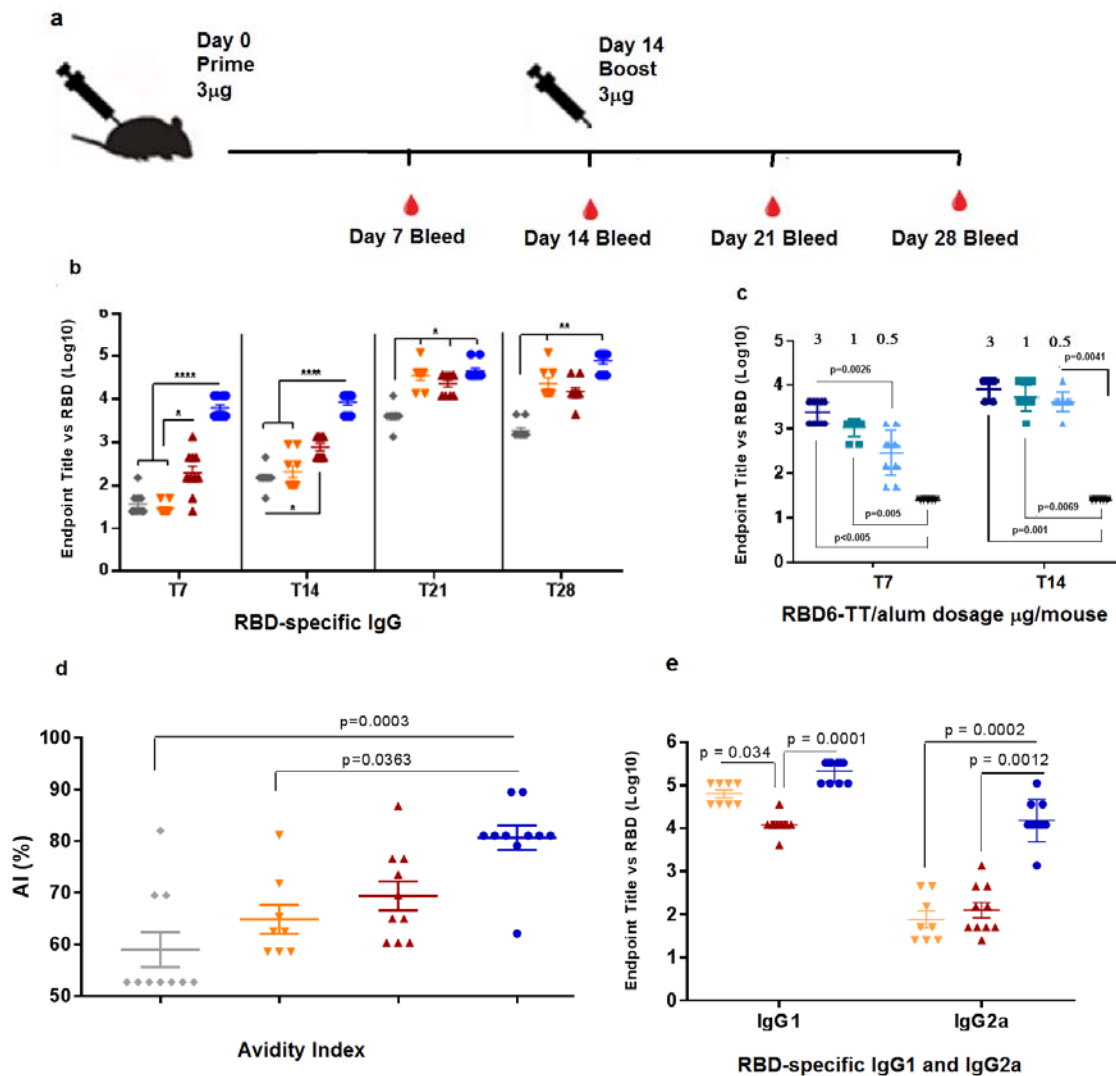 a
Day 0
Prime
3μg
Day 14
Boost
3μg
Day 7 Bleed
Day 14 Bleed
Day 21 Bleed
Day 28 Bleed
b
Endpoint Title vs RBD (Log10)
6
5
4
3
2
1
0
****
*
****
*
*
**
T7
T14
T21
T28
RBD-specific IgG
c
Endpoint Title vs RBD (Log10)
5
4
3
2
1
0
3
1
0.5
3
1
0.5
p=0.0026
p=0.0041
p=0.005
p<0.005
p=0.0069
p=0.001
T7
T14
RBD6-TT/alum dosage μg/mouse
d
AI (%)
100
90
80
70
60
50
p=0.0003
p=0.0363
Avidity Index
e
Endpoint Title vs RBD (Log10)
6
5
4
3
2
1
0
p = 0.034
p = 0.0001
p = 0.0002
p = 0.0012
IgG1
IgG2a
RBD-specific IgG1 and IgG2a